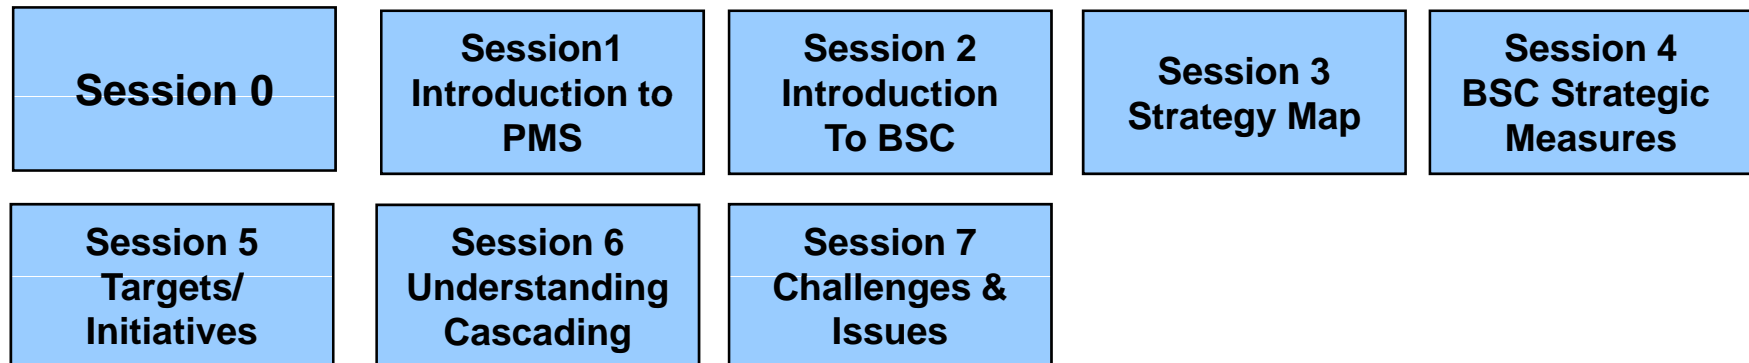 Session 0
Session1
Introduction to
PMS
Session 2
Introduction
To BSC
Session 3
Strategy Map
Session 4
BSC Strategic
Measures
Session 5
Targets/
Initiatives
Session 6
Understanding
Cascading
Session 7
Challenges &
Issues